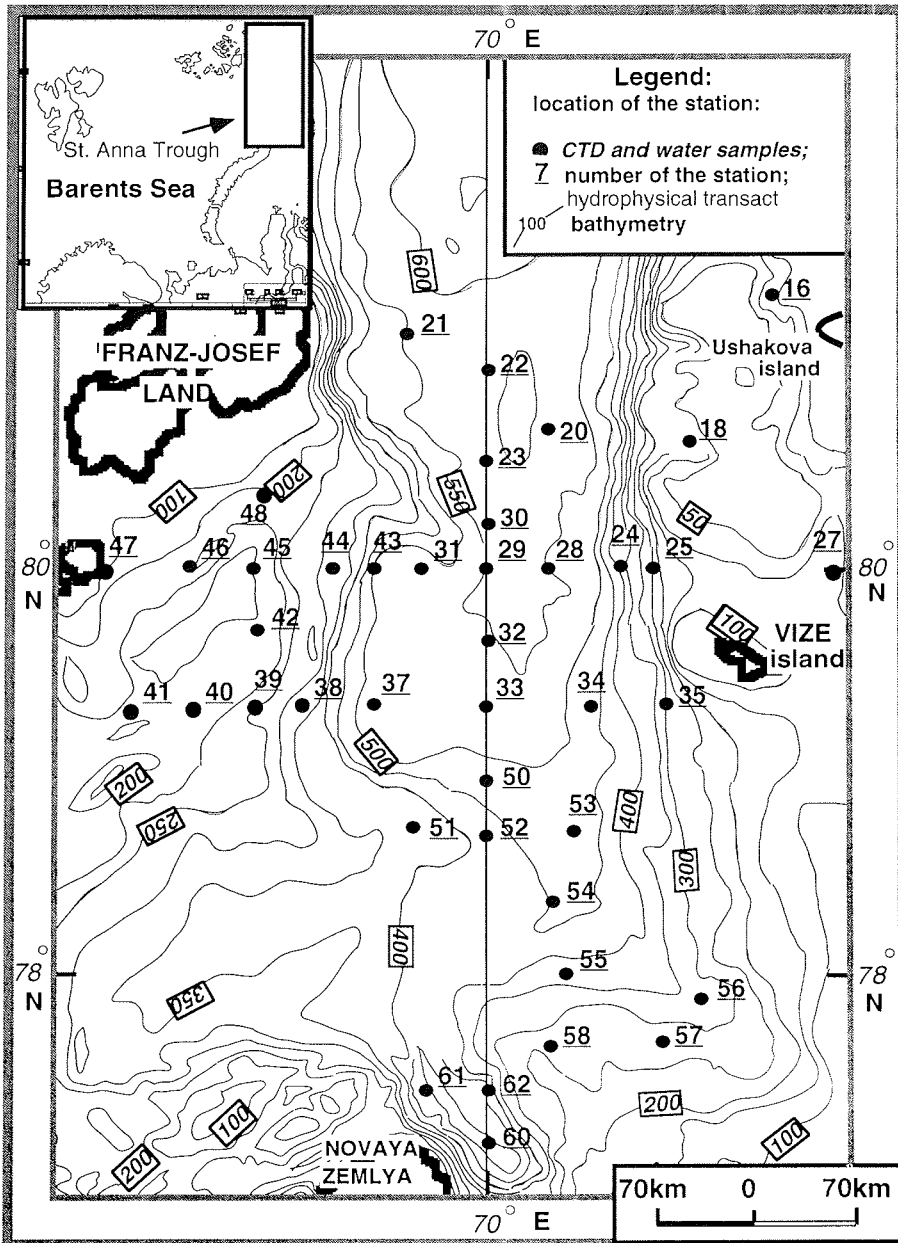 70° E
Legend:
location of the station:
CTD and water samples;
7 number of the station;
hydrophysical transact
100 bathymetry
St. Anna Trough
Barents Sea
600
16
21
FRANZ-JOSEF
LAND
Ushakova
island
22
20
18
23
200
100
48
550
30
50
47
46
45
44
43
31
29
28
24
25
27
80°
N
80°
N
42
32
100
VIZE
island
41
40
39
38
37
33
34
35
500
200
50
250
51
52
53
400
300
54
400
78°
N
55
78°
N
350
56
58
57
61
62
200
100
60
100
200
NOVAYA
ZEMLYA
70km 0 70km
70° E